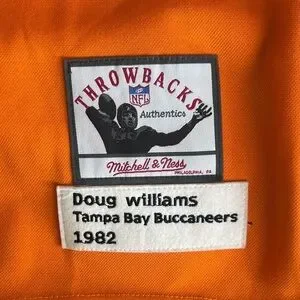 THROWBACKS
NFL
Authentics
Mitchell & Ness
PHILADELPHIA, PA
Doug Williams
Tampa Bay Buccaneers
1982